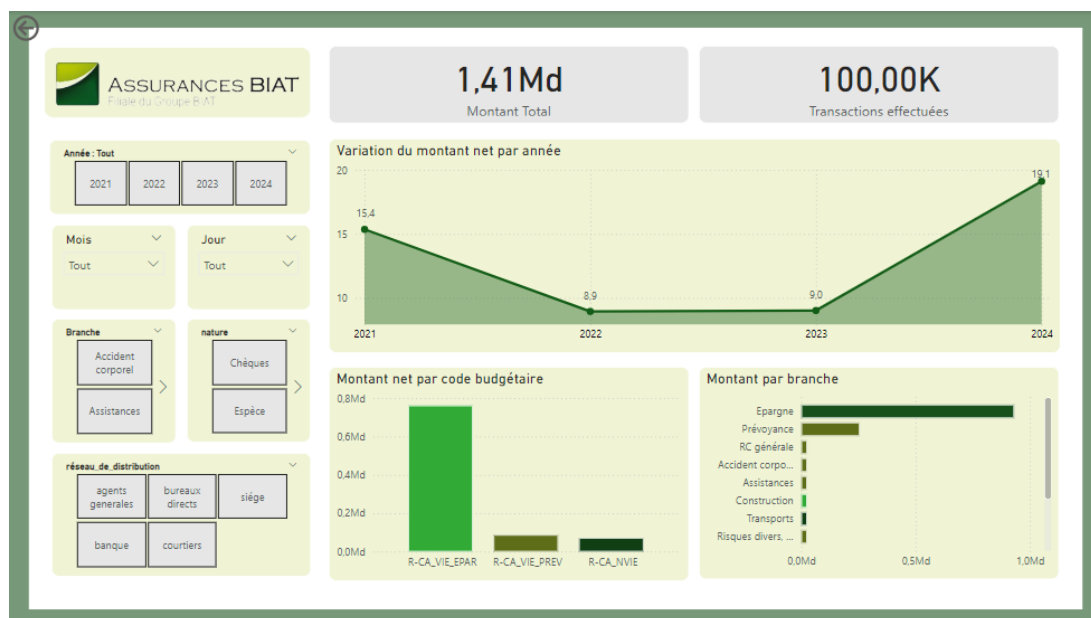 ASSURANCES BIAT
Filiale du Groupe BIAT
1,41Md
Montant Total
100,00K
Transactions effectuées
Année : Tout
2021
2022
2023
2024
Mois
Tout
Jour
Tout
Branche
Accident
corporel
Assistances
nature
Chèques
Espèce
réseau_de_distribution
agents
generales
bureaux
directs
siége
banque
courtiers
Variation du montant net par année
20
15
10
15,4
8,9
9,0
19,1
2021
2022
2023
2024
Montant net par code budgétaire
0,8Md
0,6Md
0,4Md
0,2Md
0,0Md
R-CA_VIE_EPAR
R-CA_VIE_PREV
R-CA_NVIE
Montant par branche
Epargne
Prévoyance
RC générale
Accident corpo...
Assistances
Construction
Transports
Risques divers, ...
0,0Md
0,5Md
1,0Md